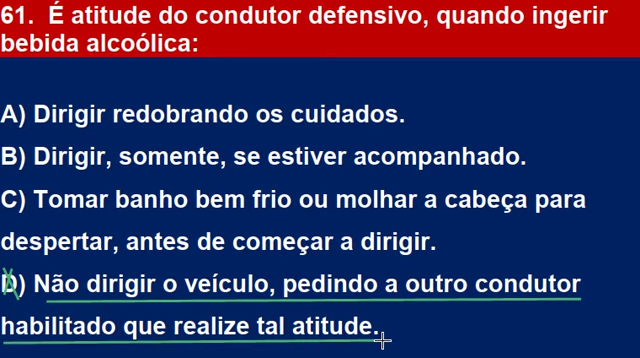 61. É atitude do condutor defensivo, quando ingerir
bebida alcoólica:
A) Dirigir redobrando os cuidados.
B) Dirigir, somente, se estiver acompanhado.
C) Tomar banho bem frio ou molhar a cabeça para
despertar, antes de começar a dirigir.
D) Não dirigir o veículo, pedindo a outro condutor
habilitado que realize tal atitude.